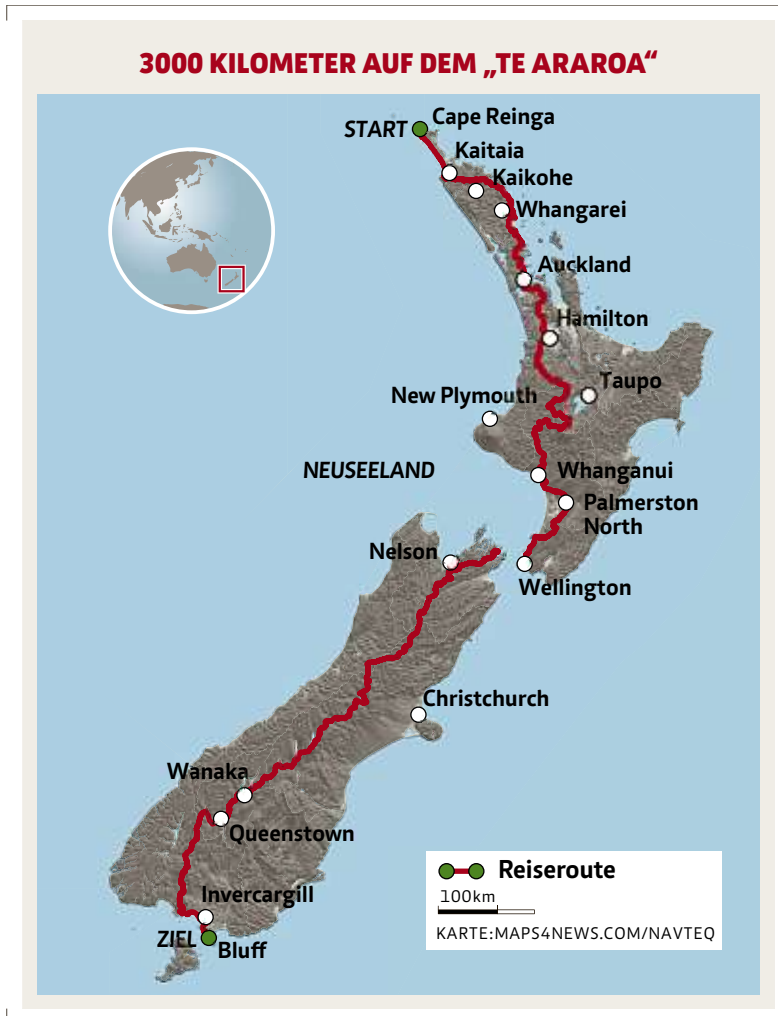 3000 KILOMETER AUF DEM „TE ARAROA“
START
Cape Reinga
Kaitaia
Kaikohe
Whangarei
Auckland
Hamilton
Taupo
New Plymouth
NEUSEELAND
Whanganui
Palmerston
North
Nelson
Wellington
Christchurch
Wanaka
Queenstown
Invercargill
ZIEL
Bluff
Reiseroute
100km
KARTE:MAPS4NEWS.COM/NAVTEQ